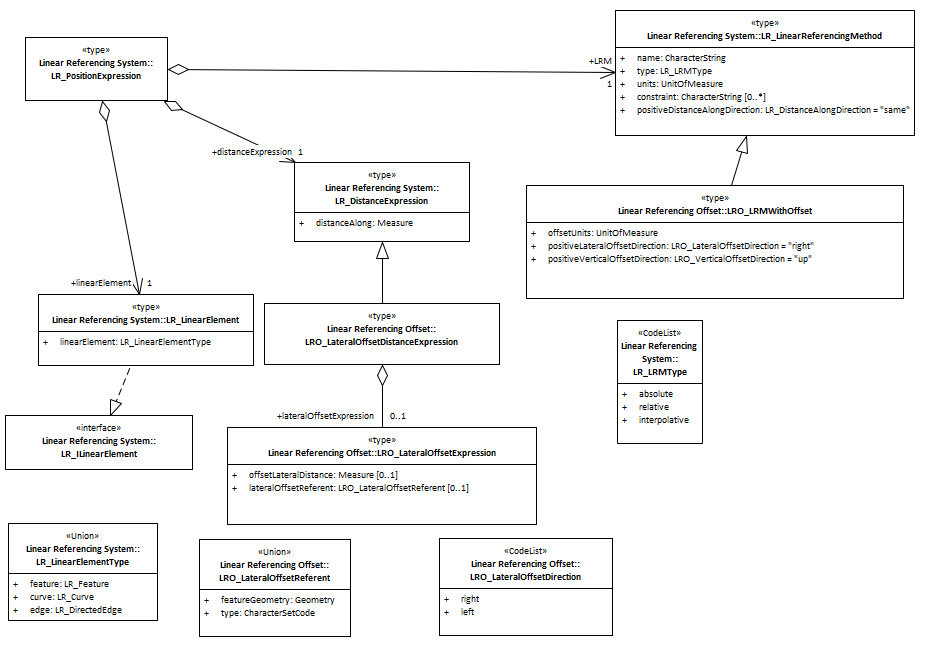 «type»
Linear Referencing System::
LR_PositionExpression
«type»
Linear Referencing System::LR_LinearReferencingMethod
+ name: CharacterString
+ type: LR_LRMType
+ units: UnitOfMeasure
+ constraint: CharacterString [0..*]
+ positiveDistanceAlongDirection: LR_DistanceAlongDirection = "same"
+LRM
1
+distanceExpression 1
«type»
Linear Referencing System::
LR_DistanceExpression
+ distanceAlong: Measure
«type»
Linear Referencing Offset::LRO_LRMWithOffset
+ offsetUnits: UnitOfMeasure
+ positiveLateralOffsetDirection: LRO_LateralOffsetDirection = "right"
+ positiveVerticalOffsetDirection: LRO_VerticalOffsetDirection = "up"
+linearElement 1
«type»
Linear Referencing System::LR_LinearElement
+ linearElement: LR_LinearElementType
«type»
Linear Referencing Offset::
LRO_LateralOffsetDistanceExpression
«CodeList»
Linear Referencing
System::
LR_LRMType
+ absolute
+ relative
+ interpolative
+lateralOffsetExpression 0..1
«interface»
Linear Referencing System::
LR_ILinearElement
«type»
Linear Referencing Offset::LRO_LateralOffsetExpression
+ offsetLateralDistance: Measure [0..1]
+ lateralOffsetReferent: LRO_LateralOffsetReferent [0..1]
«Union»
Linear Referencing System::
LR_LinearElementType
+ feature: LR_Feature
+ curve: LR_Curve
+ edge: LR_DirectedEdge
«Union»
Linear Referencing Offset::
LRO_LateralOffsetReferent
+ featureGeometry: Geometry
+ type: CharacterSetCode
«CodeList»
Linear Referencing Offset::
LRO_LateralOffsetDirection
+ right
+ left